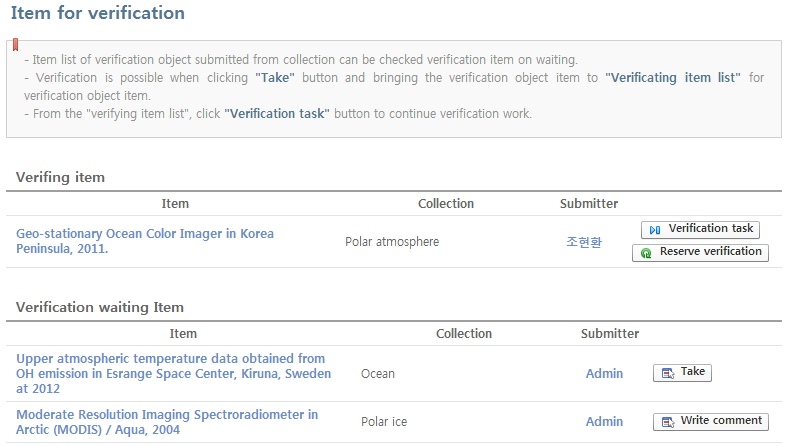 Item for verification
- Item list of verification object submitted from collection can be checked verification item on waiting.
- Verification is possible when clicking "Take" button and bringing the verification object item to "Verificating item list" for
verification object item.
- From the "verifying item list", click "Verification task" button to continue verification work.
Verifing item
Item Collection Submitter
Geo-stationary Ocean Color Imager in Korea
Peninsula, 2011.
Polar atmosphere
조현환
Verification task
Reserve verification
Verification waiting Item
Item Collection Submitter
Upper atmospheric temperature data obtained from
OH emission in Esrange Space Center, Kiruna, Sweden
at 2012
Ocean
Admin
Take
Moderate Resolution Imaging Spectroradiometer in
Arctic (MODIS) / Aqua, 2004
Polar ice
Admin
Write comment